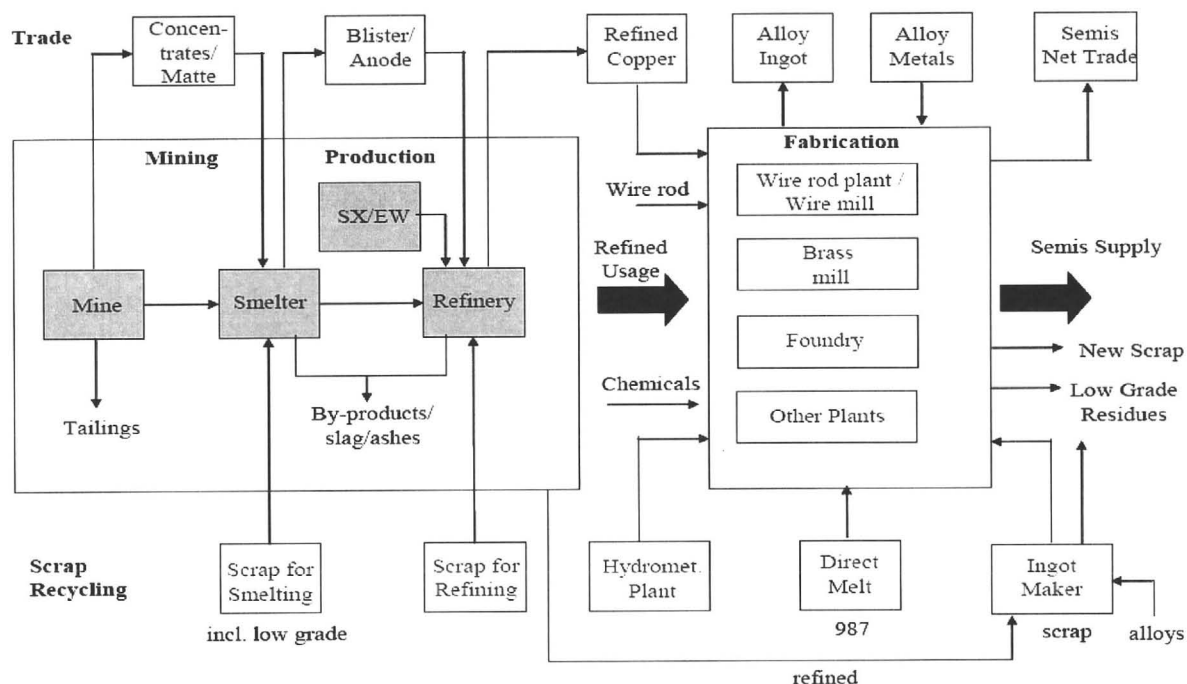 Trade
Concen-
trates/
Matte
Blister/
Anode
Refined
Copper
Alloy
Ingot
Alloy
Metals
Semis
Net Trade
Mining
Production
Fabrication
SX/EW
Wire rod
Wire rod plant /
Wire mill
Refined
Usage
Brass
mill
Semis Supply
Mine
Smelter
Refinery
Foundry
New Scrap
Chemicals
Other Plants
Low Grade
Residues
Tailings
By-products/
slag/ashes
Scrap
Recycling
Scrap for
Smelting
incl. low grade
Scrap for
Refining
Hydromet.
Plant
Direct
Melt
987
Ingot
Maker
scrap
alloys
refined